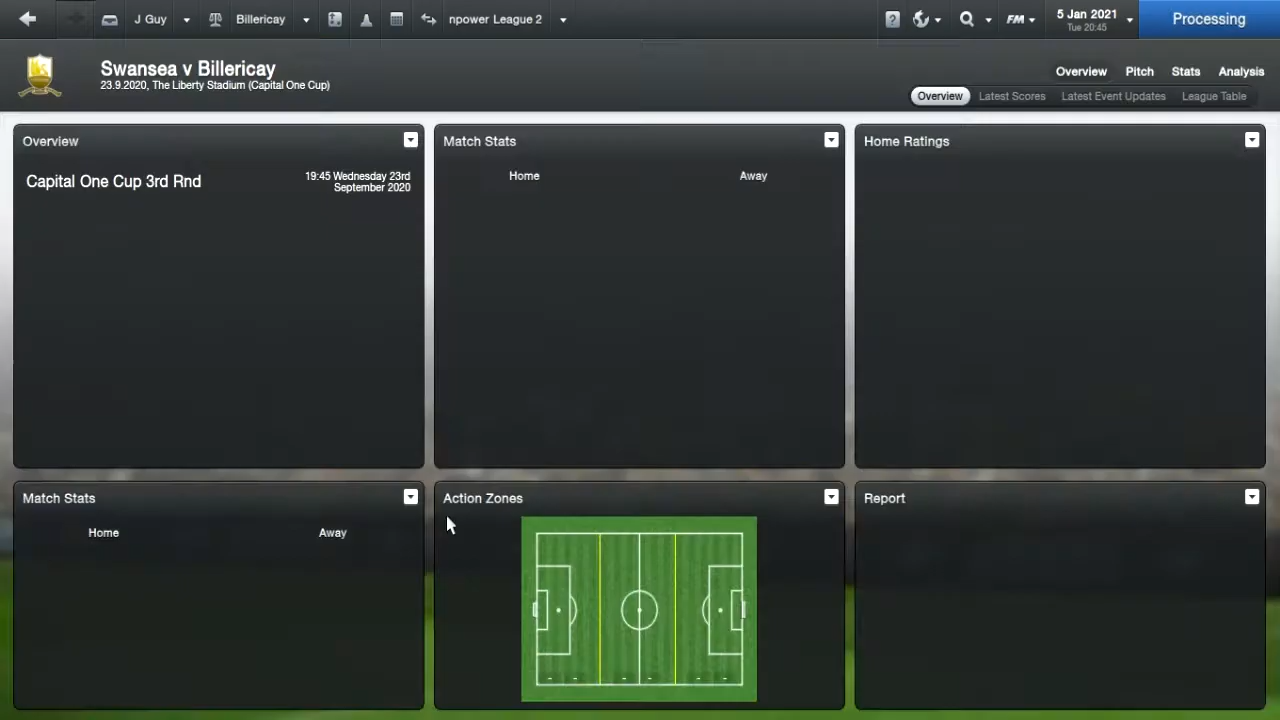 J Guy
Billericay
npower League 2
FM
5 Jan 2021
Tue 20:45
Processing
Swansea v Billericay
23.9.2020, The Liberty Stadium (Capital One Cup)
Overview
Pitch
Stats
Analysis
Overview
Latest Scores
Latest Event Updates
League Table
Overview
Capital One Cup 3rd Rnd
19:45 Wednesday 23rd
September 2020
Match Stats
Home
Away
Home Ratings
Match Stats
Home
Away
Action Zones
Report